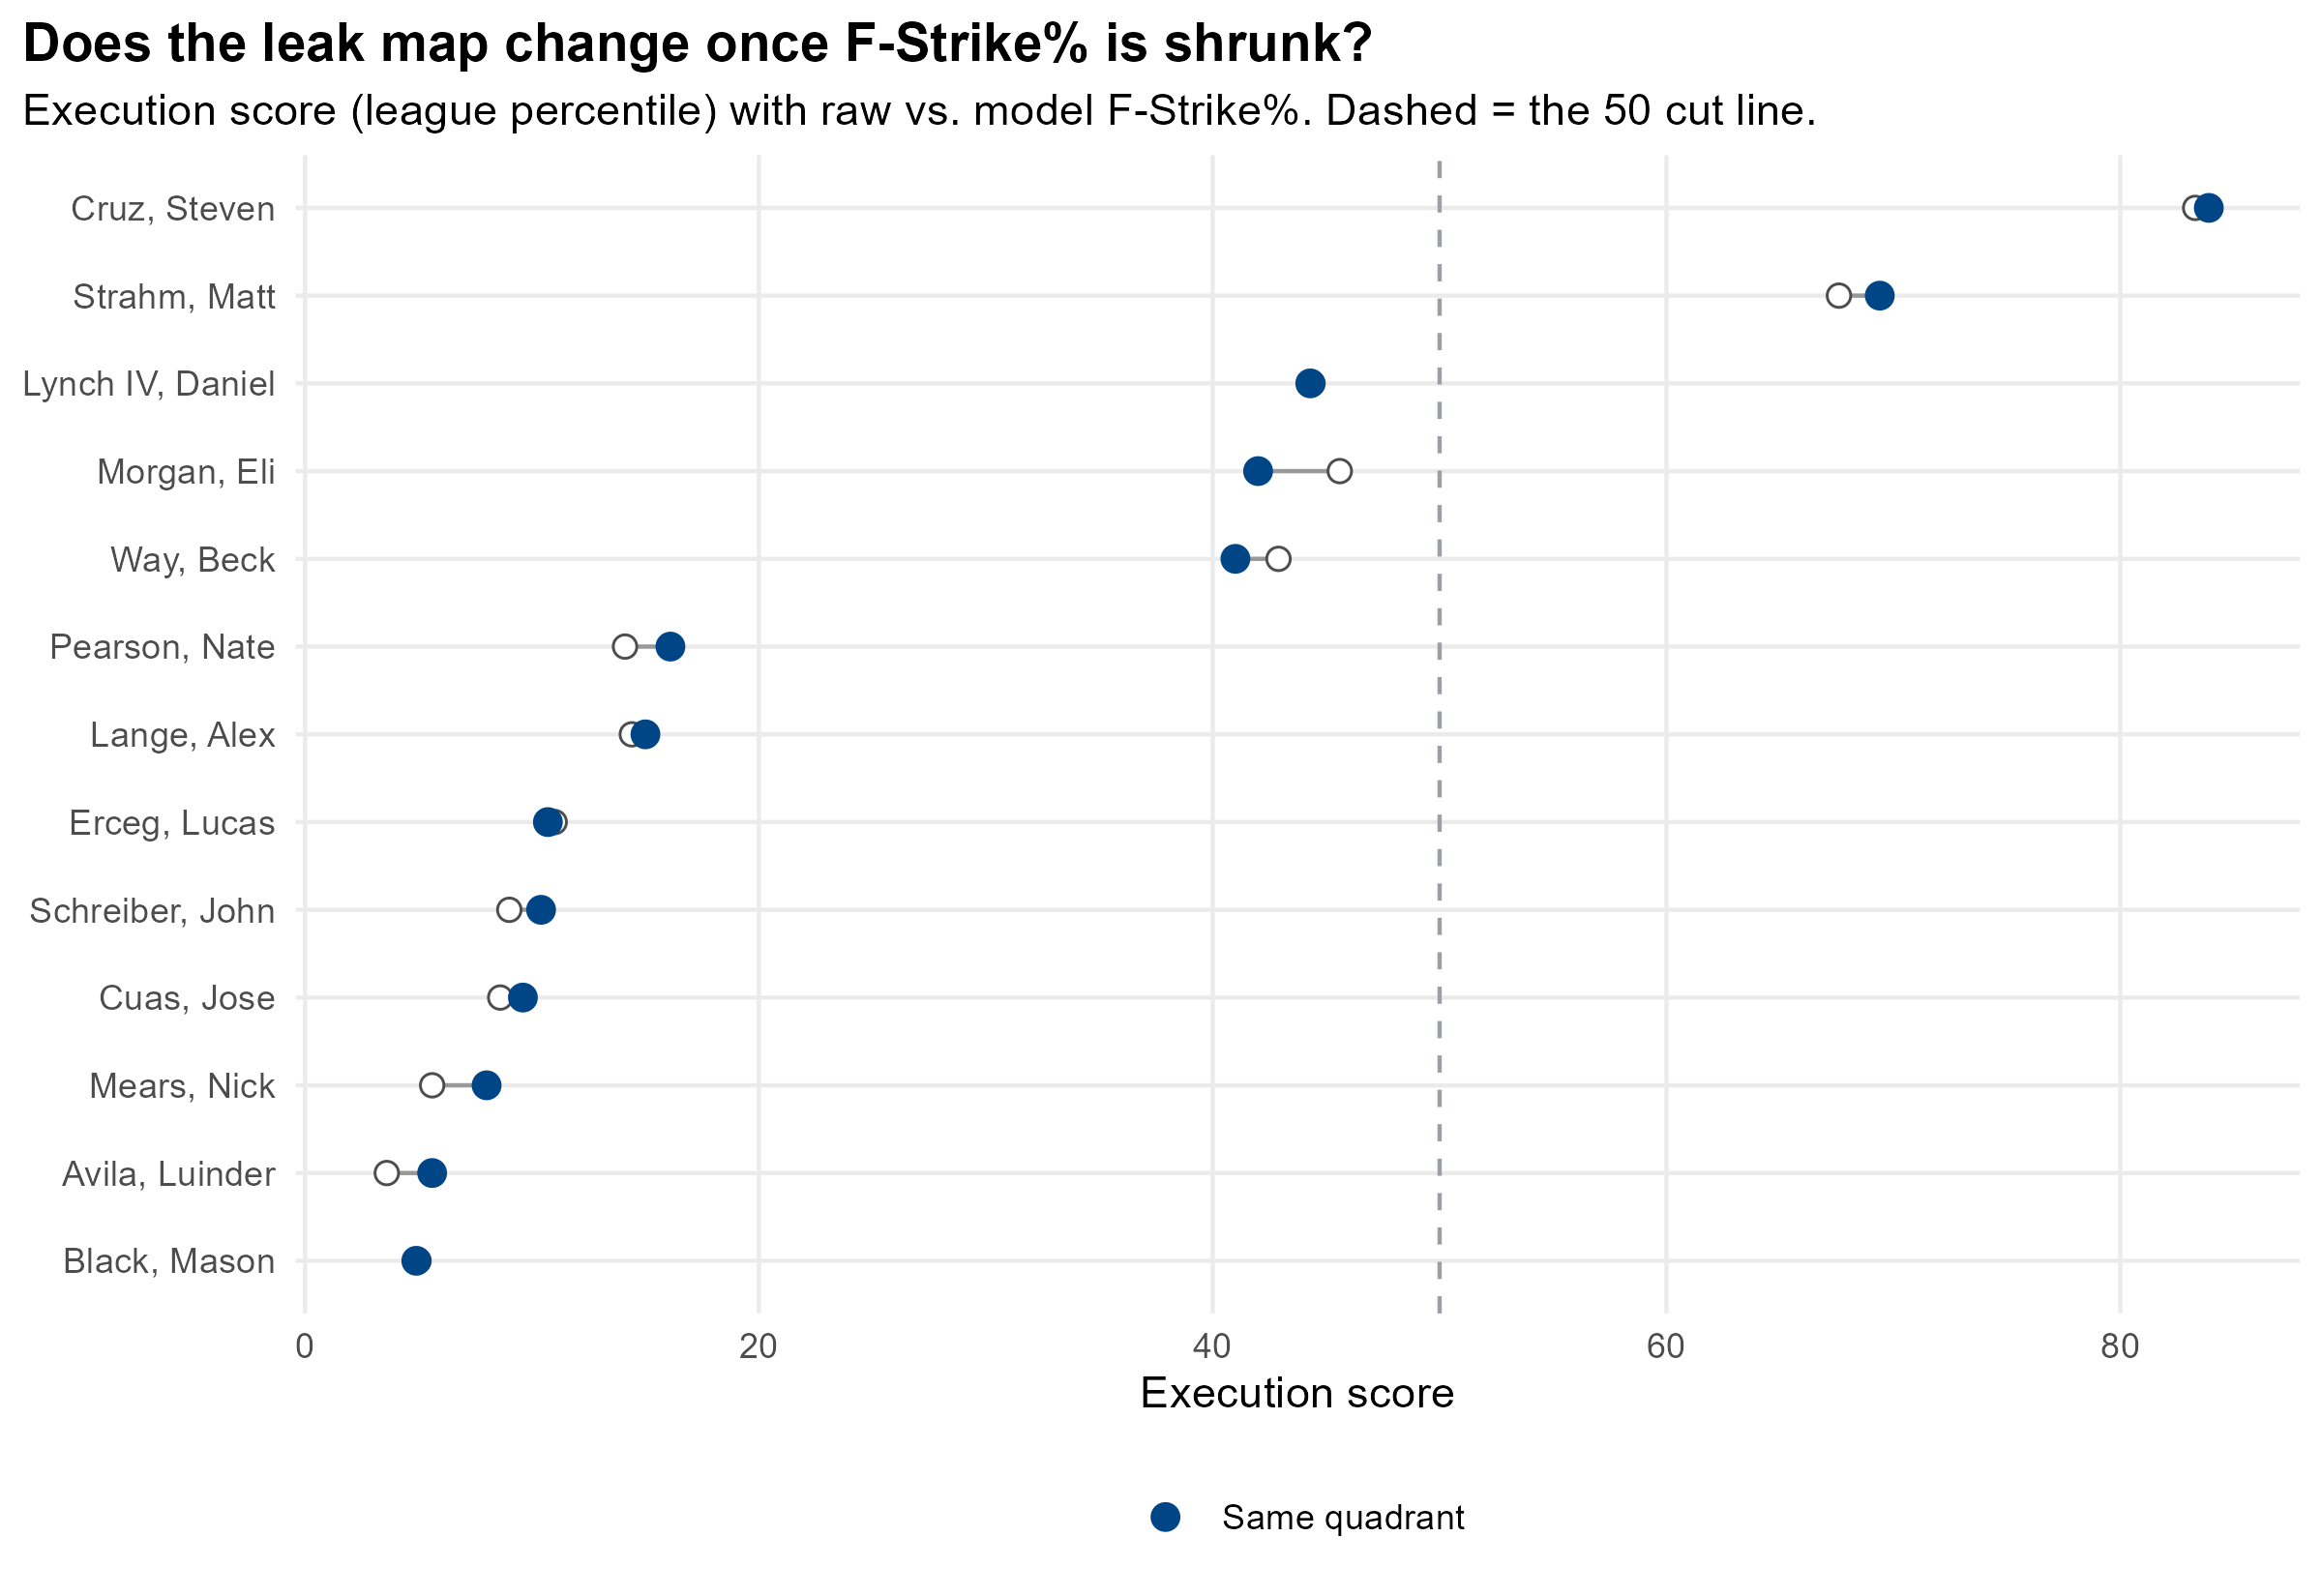 Does the leak map change once F-Strike% is shrunk?
Execution score (league percentile) with raw vs. model F-Strike%. Dashed = the 50 cut line.
Cruz, Steven
Strahm, Matt
Lynch IV, Daniel
Morgan, Eli
Way, Beck
Pearson, Nate
Lange, Alex
Erceg, Lucas
Schreiber, John
Cuas, Jose
Mears, Nick
Avila, Luinder
Black, Mason
0 20 40 60 80
Execution score
Same quadrant